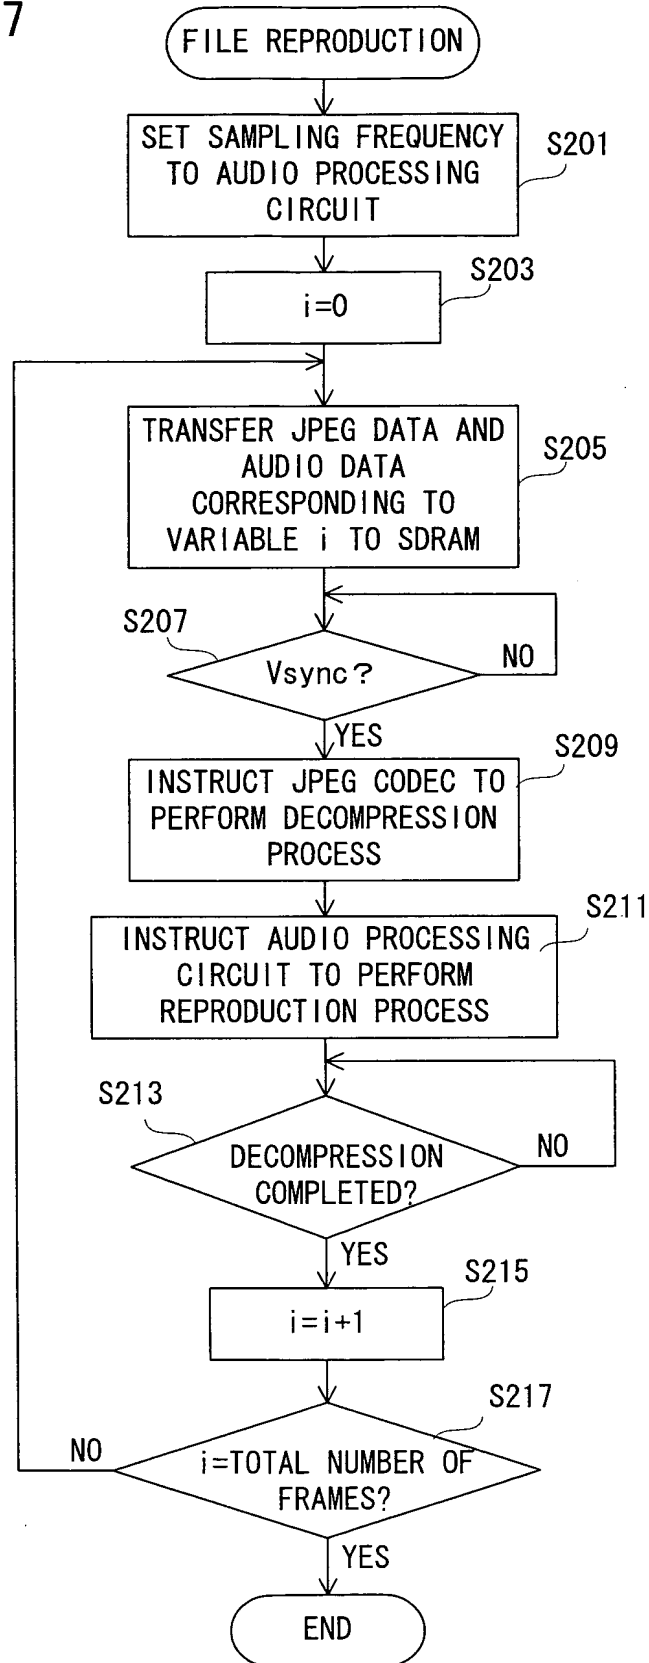 7
FILE REPRODUCTION
SET SAMPLING FREQUENCY
TO AUDIO PROCESSING
CIRCUIT
S201
S203
i=0
TRANSFER JPEG DATA AND
AUDIO DATA
CORRESPONDING TO
VARIABLE i TO SDRAM
S205
S207
Vsync?
NO
YES
S209
INSTRUCT JPEG CODEC TO
PERFORM DECOMPRESSION
PROCESS
S211
INSTRUCT AUDIO PROCESSING
CIRCUIT TO PERFORM
REPRODUCTION PROCESS
S213
DECOMPRESSION
COMPLETED?
NO
YES
S215
i=i+1
S217
NO
i=TOTAL NUMBER OF
FRAMES?
YES
END